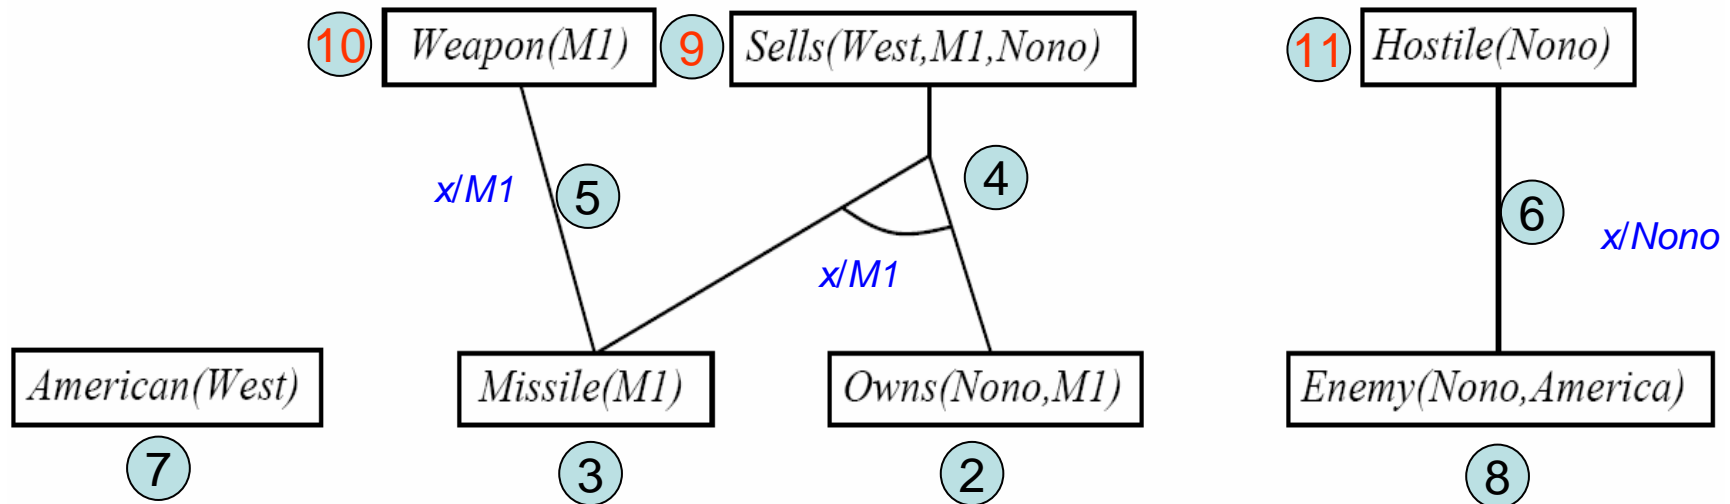 10 Weapon(M1) 9 Sells(West,M1,Nono) 11 Hostile(Nono)
x/M1 5 4
6 x/Nono
x/M1
American(West) Missile(M1) Owns(Nono,M1) Enemy(Nono,America)
7 3 2 8